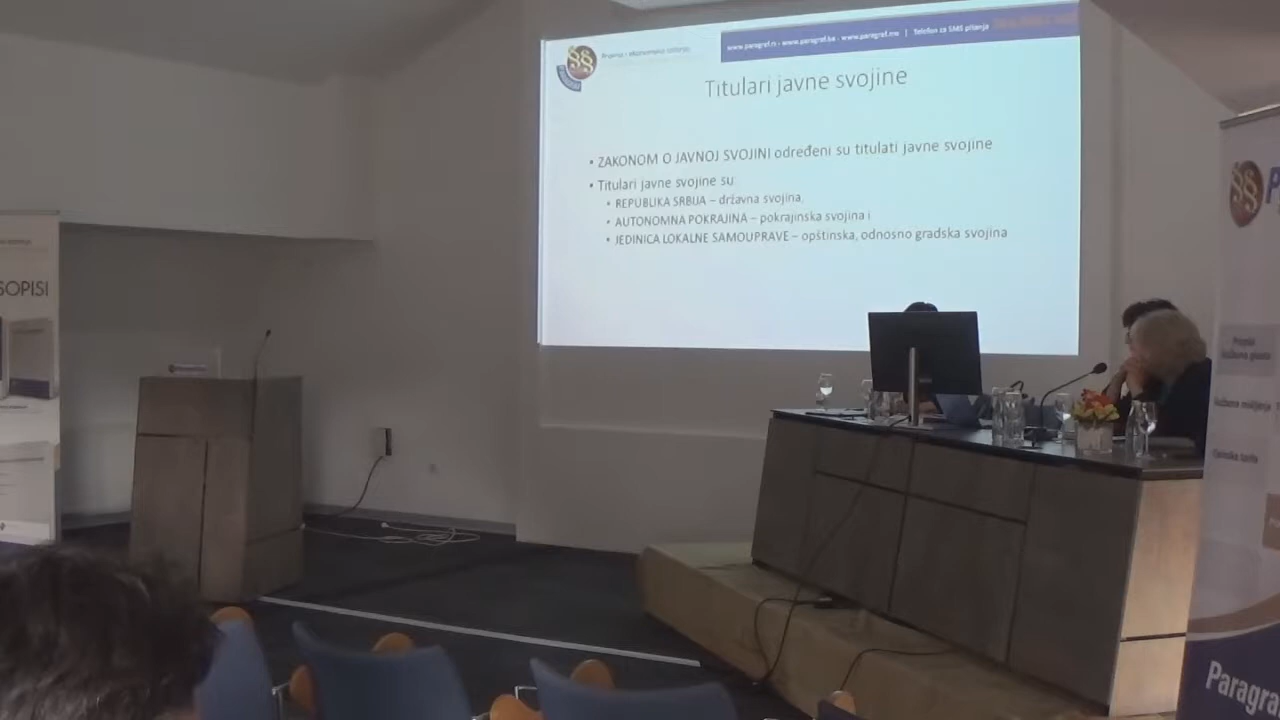 www.paragraf.rs - www.paragraf.ba - www.paragraf.me | Telefon za SMS pitanja
Titulari javne svojine
• ZAKONOM O JAVNOJ SVOJINI određeni su titulati javne svojine
• Titulari javne svojine su
• REPUBLIKA SRBIJA – državna svojina,
• AUTONOMNA POKRAJINA – pokrajinska svojina i
• JEDINICA LOKALNE SAMOUPRAVE – opštinska, odnosno gradska svojina
SOPISI
§§
Paragra